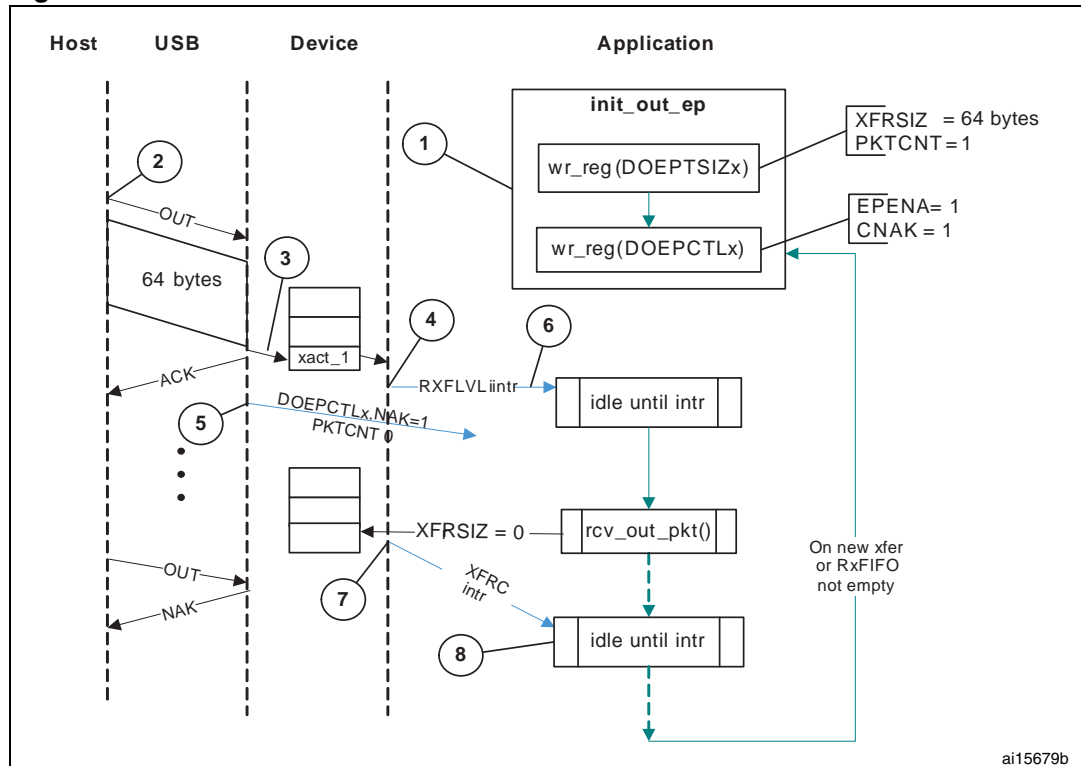 Host USB Device Application
init_out_ep
XFRSIZ = 64 bytes
PKTCNT = 1
1
wr_reg(DOEPTSIZx)
2
OUT
EPENA= 1
CNAK = 1
wr_reg(DOEPCTLx)
3
64 bytes
4
6
xact_1
ACK
RXFLVL iintr
idle until intr
DOEPCTLx.NAK=1
PKTCNT 0
5
XFRSIZ = 0
rcv_out_pkt()
On new xfer
or RxFIFO
not empty
OUT
XFRC
intr
7
NAK
8
idle until intr
ai15679b